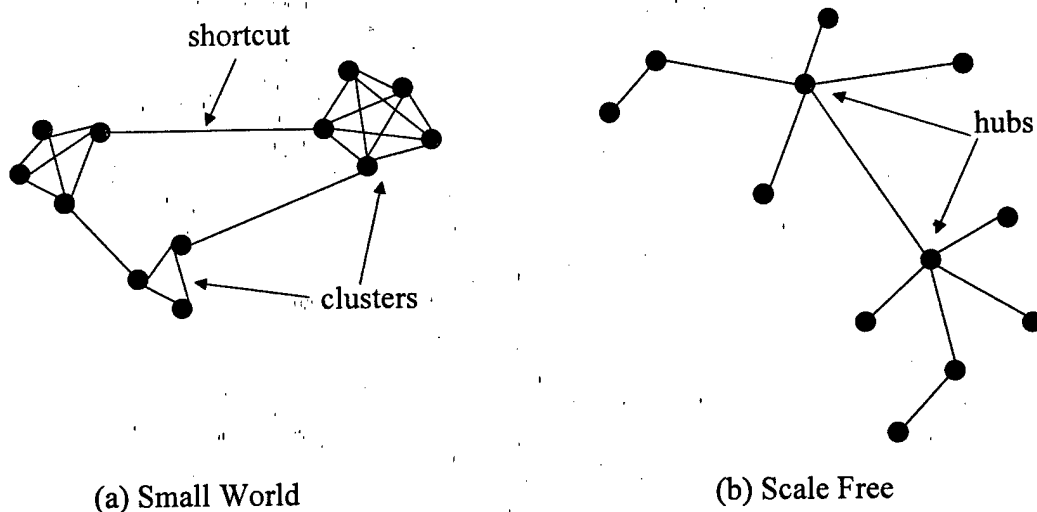 shortcut
clusters
(a) Small World
hubs
(b) Scale Free